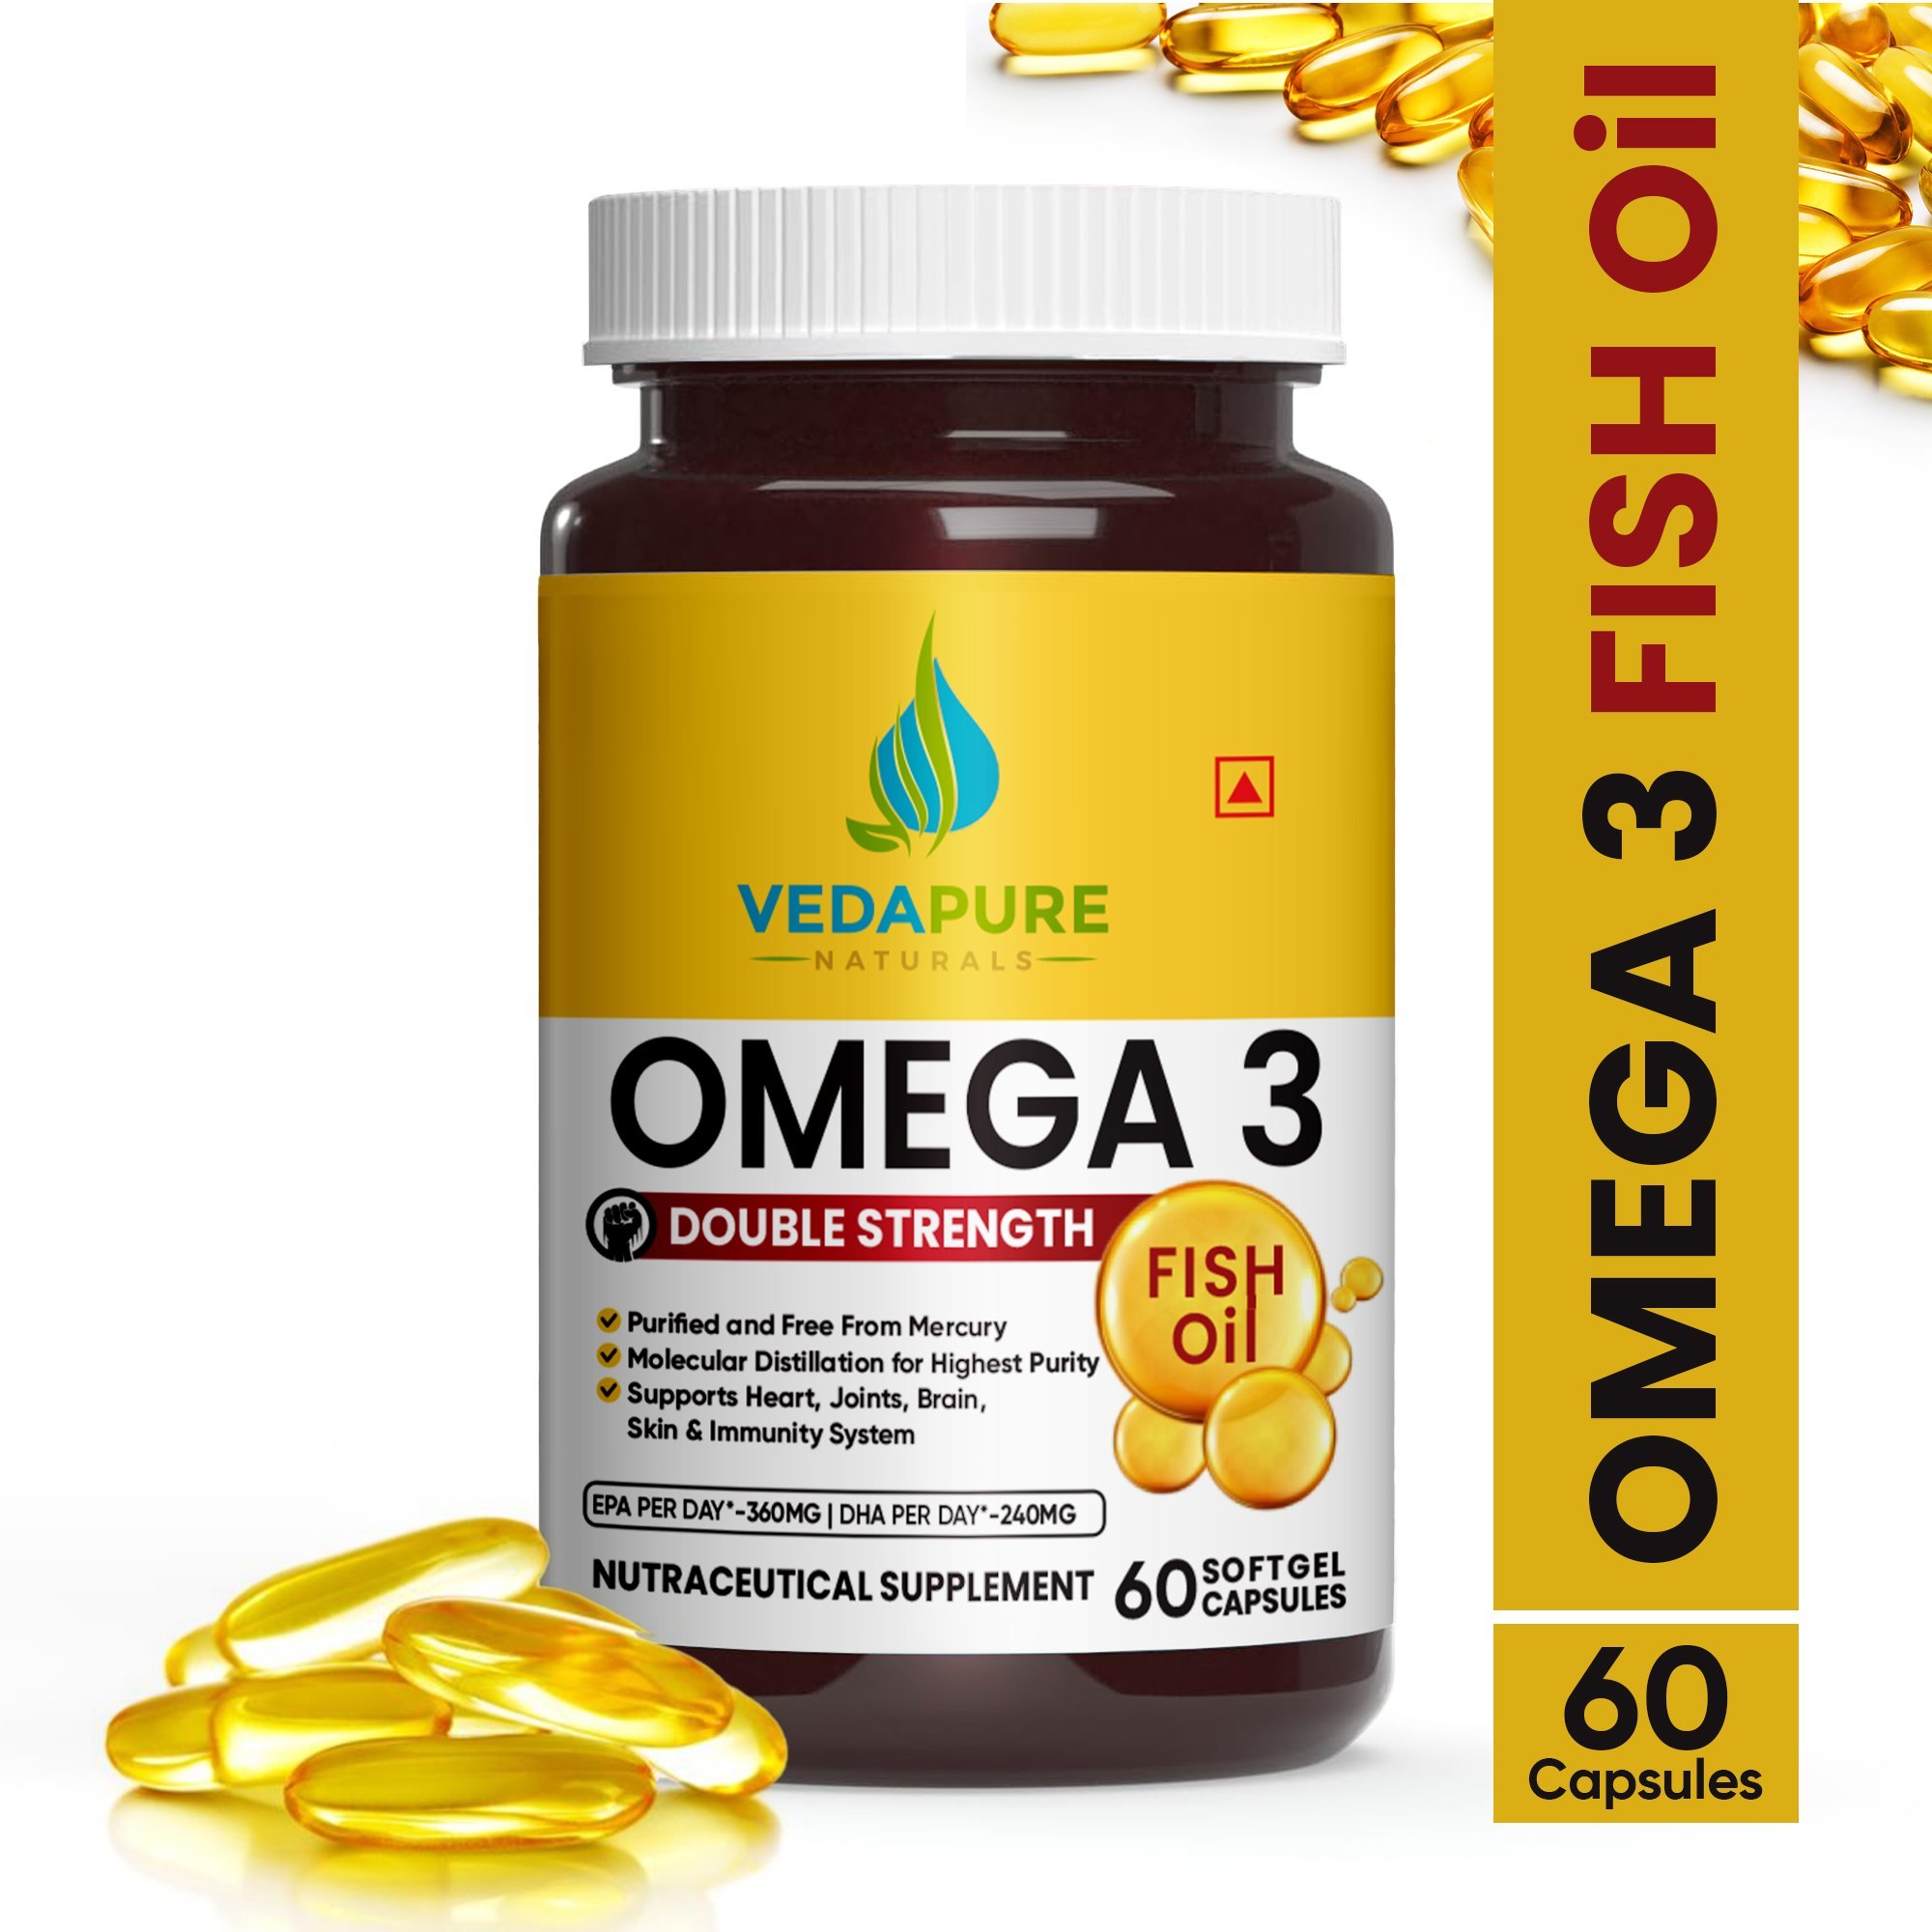 VEDAPURE
NATURALS
OMEGA 3
DOUBLE STRENGTH
FISH
Oil
Purified and Free From Mercury
Molecular Distillation for Highest Purity
Supports Heart, Joints, Brain,
Skin & Immunity System
EPA PER DAY*-360MG | DHA PER DAY*-240MG
NUTRACEUTICAL SUPPLEMENT
60 SOFTGEL
CAPSULES
OMEGA 3 FISH Oil
60
Capsules